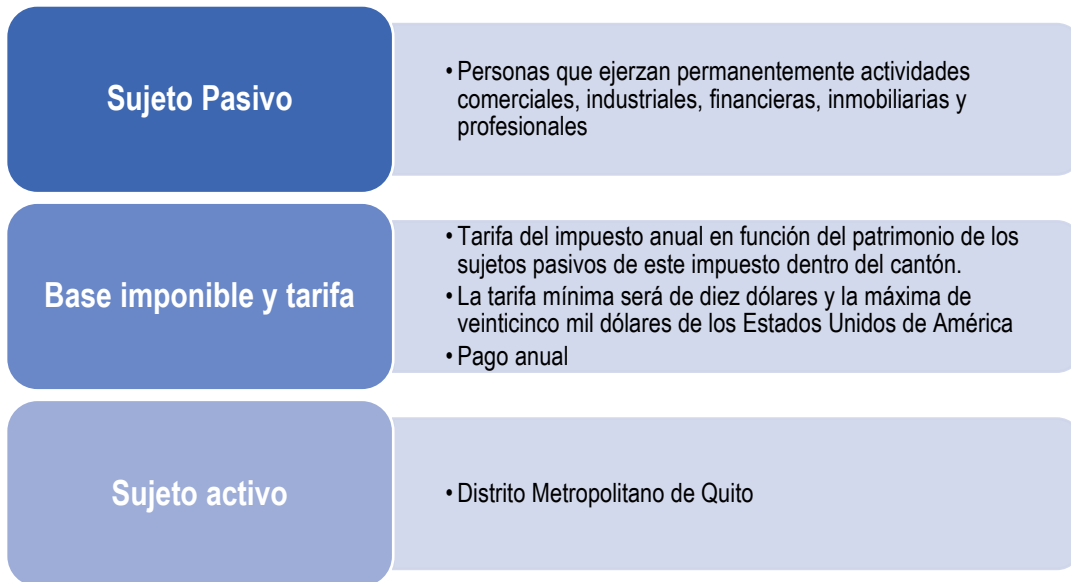 Sujeto Pasivo
• Personas que ejerzan permanentemente actividades
comerciales, industriales, financieras, inmobiliarias y
profesionales
Base imponible y tarifa
• Tarifa del impuesto anual en función del patrimonio de los
sujetos pasivos de este impuesto dentro del cantón.
• La tarifa mínima será de diez dólares y la máxima de
veinticinco mil dólares de los Estados Unidos de América
• Pago anual
Sujeto activo
• Distrito Metropolitano de Quito